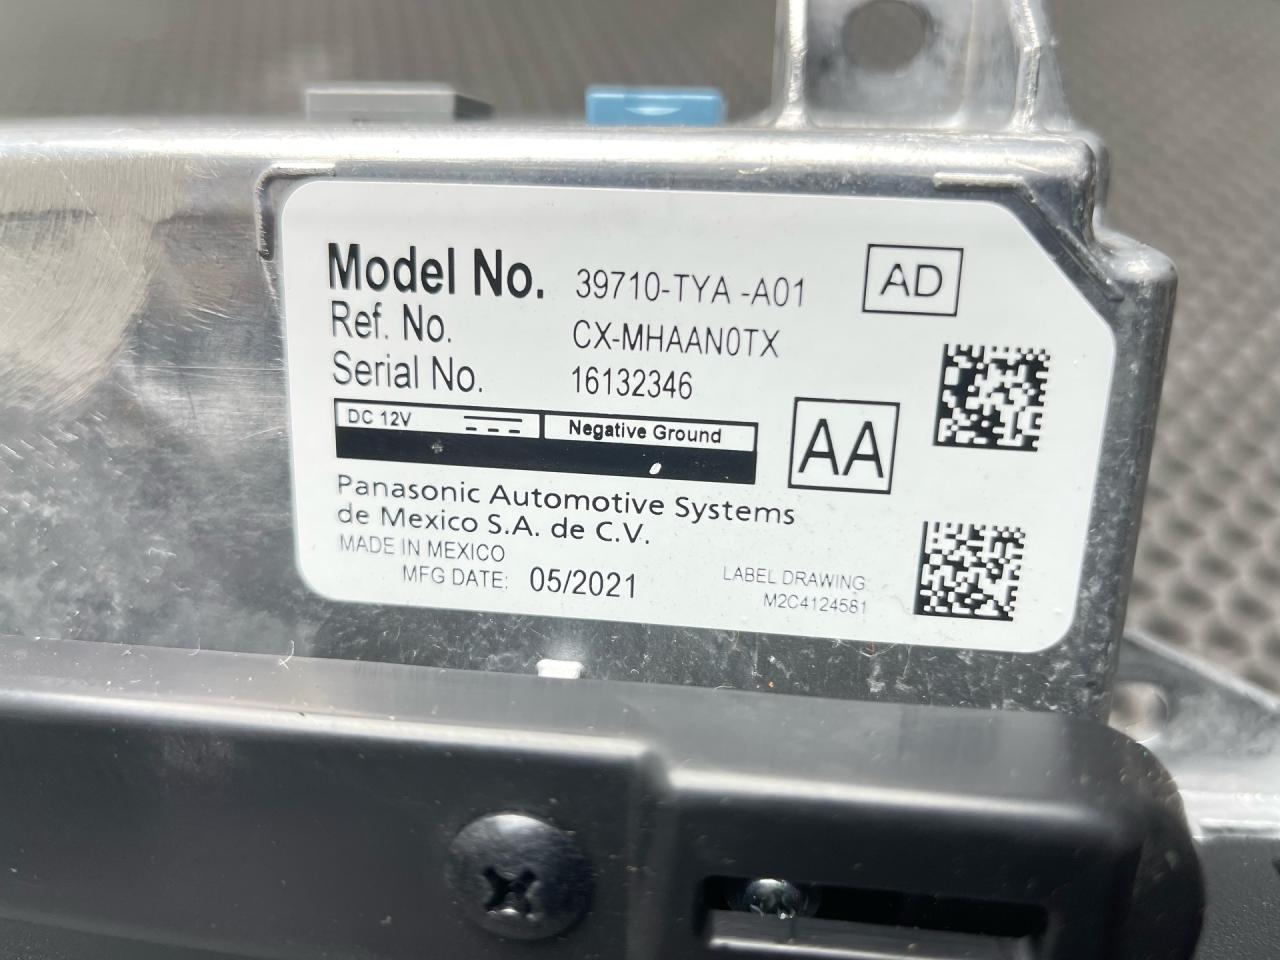 Model No. 39710-TYA -A01
AD
Ref. No. CX-MHAAN0TX
Serial No. 16132346
DC 12V
Negative Ground
AA
Panasonic Automotive Systems
de Mexico S.A. de C.V.
MADE IN MEXICO
MFG DATE: 05/2021
LABEL DRAWING
M2C4124561